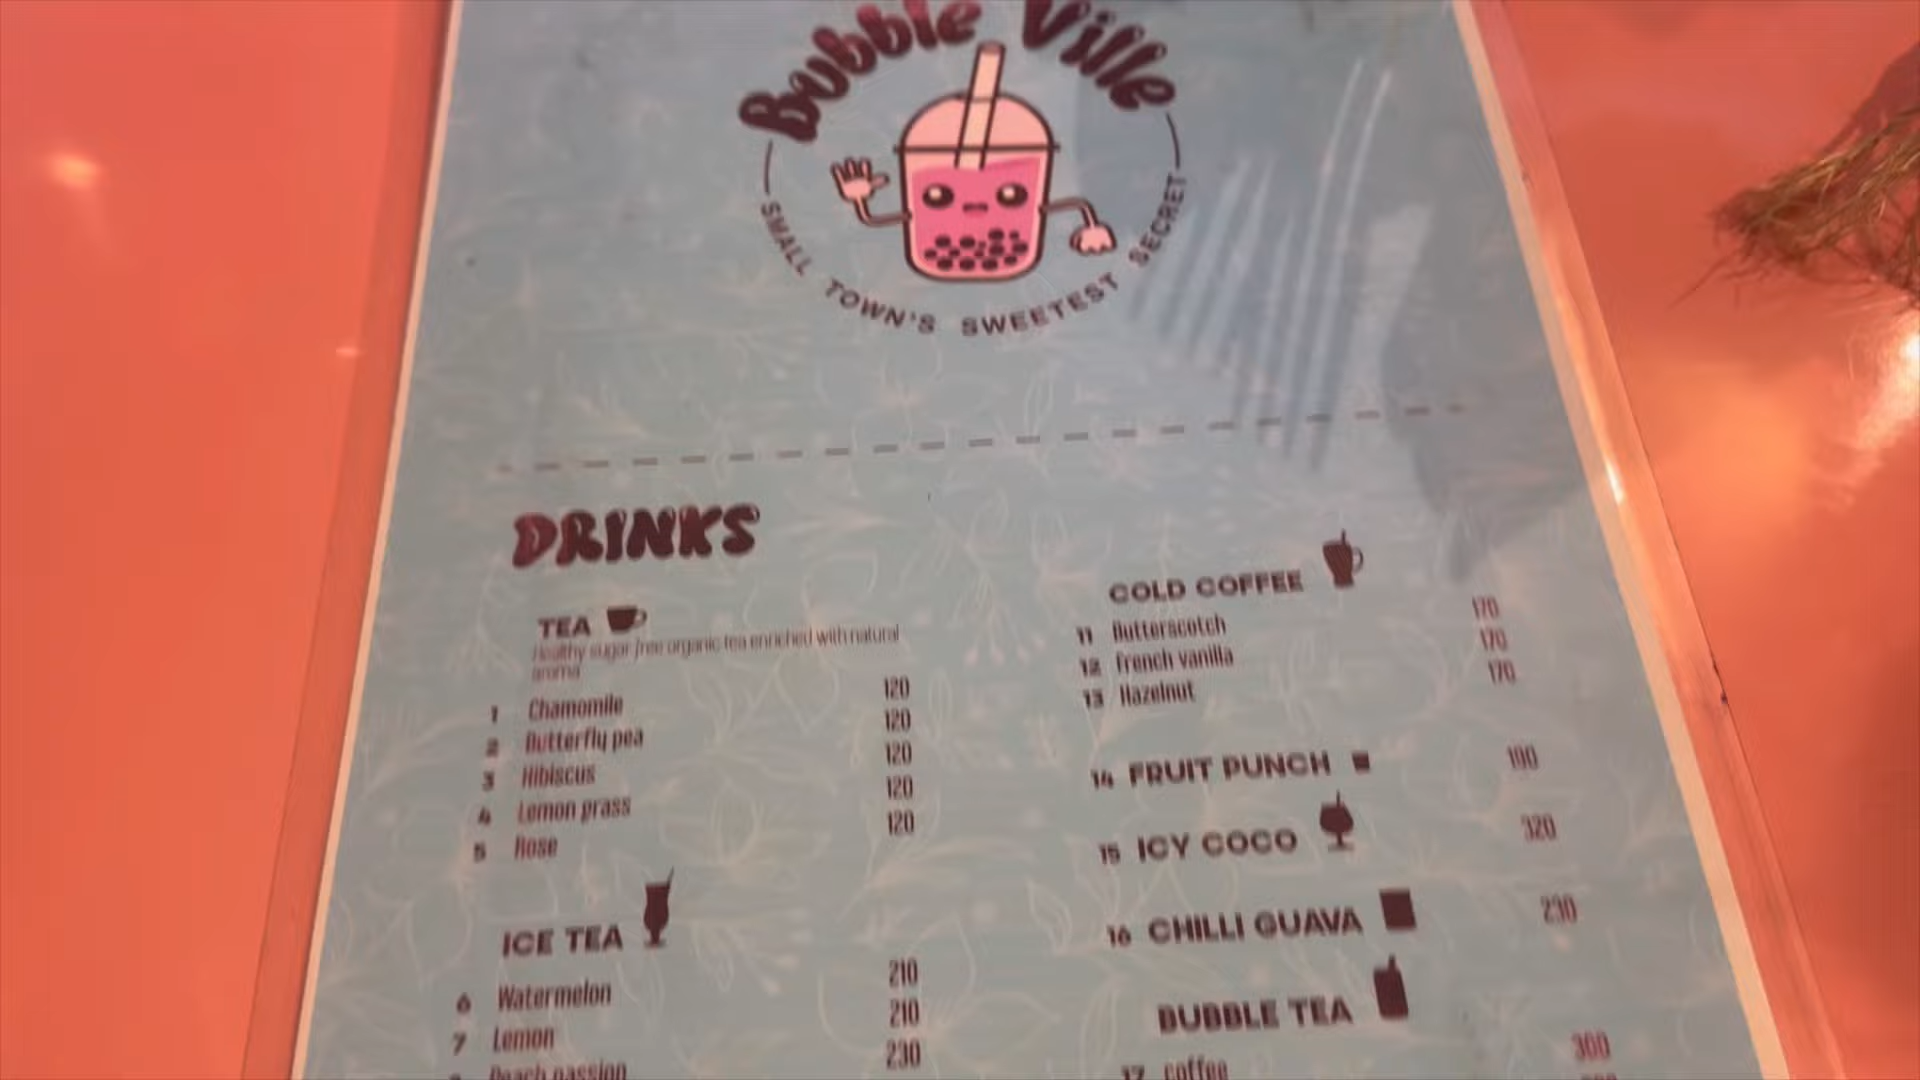 Bubble Ville
SMALL TOWN'S SWEETEST SECRET
DRINKS
TEA
Healthy sugar free organic tea enriched with natural
aroma
1 Chamomile 120
2 Butterfly pea 120
3 Hibiscus 120
4 Lemon grass 120
5 Rose 120
ICE TEA
6 Watermelon 210
7 Lemon 210
Peach passion 230
COLD COFFEE
11 Butterscotch 170
12 french vanilla 170
13 Hazelnut 170
14 FRUIT PUNCH 190
15 ICY COCO 320
16 CHILLI GUAVA 230
BUBBLE TEA
17 coffee 360